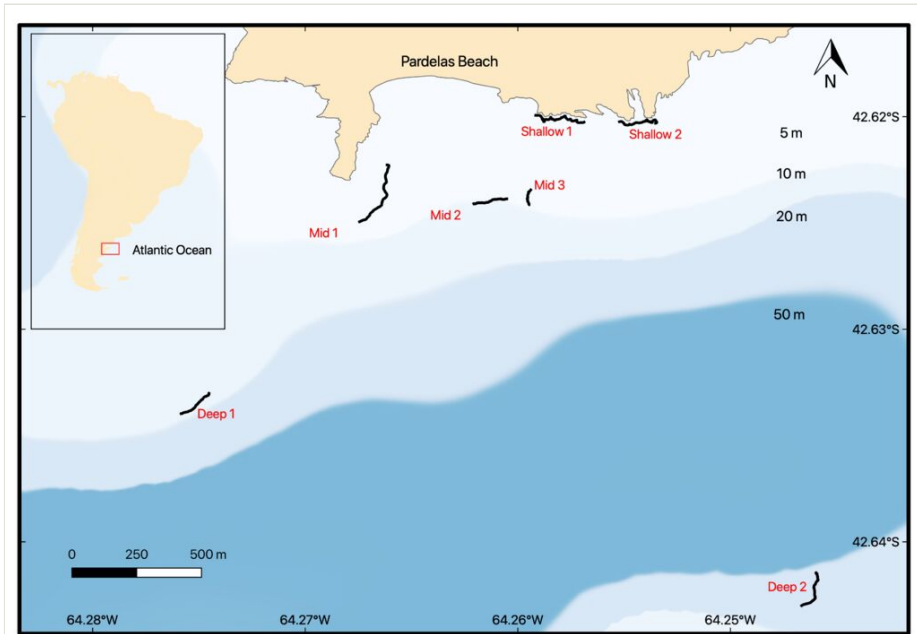 Pardelas Beach
N
42.62°S
Shallow 1
Shallow 2
5 m
10 m
Mid 3
Mid 2
20 m
Mid 1
Atlantic Ocean
50 m
42.63°S
Deep 1
42.64°S
0 250 500 m
Deep 2
64.28°W 64.27°W 64.26°W 64.25°W